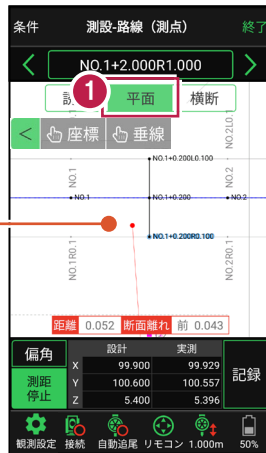 条件 測設-路線（測点） 終了
< NO.1+2.000R1.000 >
1
平面 横断
< 座標 垂線
NO.1+0.200L0.100
NO.1 NO.2
NO.1 NO.1+0.200 NO.2
NO.1+0.200R0.100
NO.1R0.1 NO.2R0.1
距離 0.052 断面離れ 前 0.043
偏角 設計 実測
X 99.900 99.929
測距停止 Y 100.600 100.557 記録
Z 5.400 5.396
観測設定 接続 自動追尾 リモコン 1.000m 50%